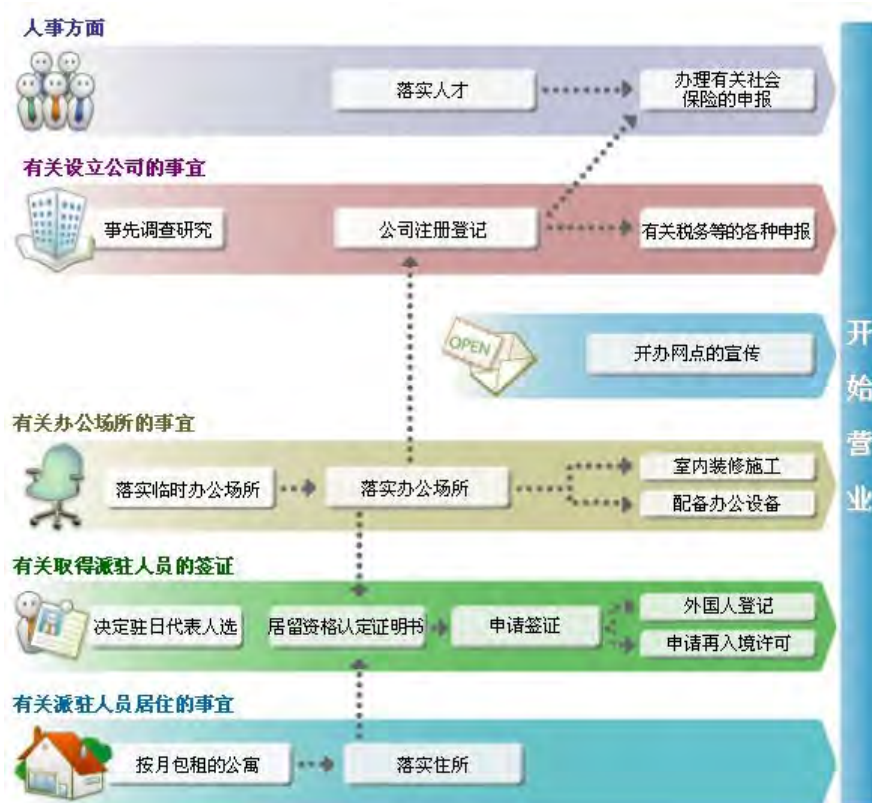 人事方面
落实人才
办理有关社会
保险的申报
有关设立公司的事宜
事先调查研究
公司注册登记
有关税务等的各种申报
OPEN
开办网点的宣传
有关办公场所的事宜
落实临时办公场所
落实办公场所
室内装修施工
配备办公设备
有关取得派驻人员的签证
决定驻日代表人选
居留资格认定证明书
申请签证
外国人登记
申请再入境许可
有关派驻人员居住的事宜
按月包租的公寓
落实住所
开
始
营
业